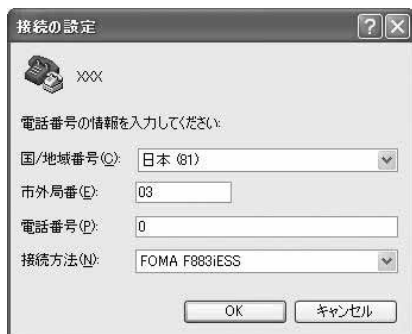 接続の設定
XXX
電話番号の情報を入力してください:
国/地域番号(C): 日本 (81)
市外局番(E): 03
電話番号(P): 0
接続方法(N): FOMA F883iESS
OK キャンセル